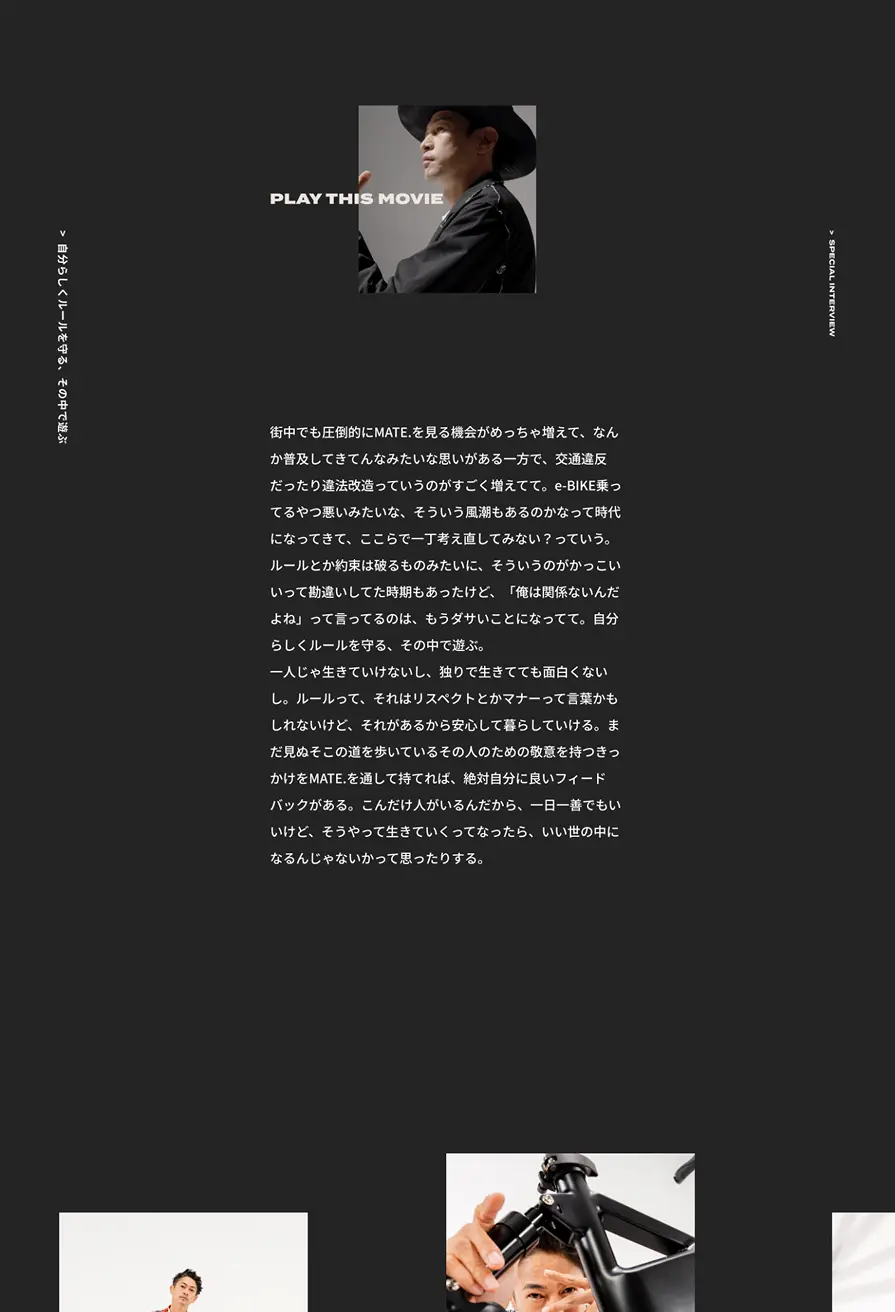 PLAY THIS MOVIE
> 自分らしくルールを守る、その中で遊ぶ
> SPECIAL INTERVIEW
街中でも圧倒的にMATE.を見る機会がめっちゃ増えて、なん
か普及してきてんなみたいな思いがある一方で、交通違反
だったり違法改造っていうのがすごく増えてて。e-BIKE乗っ
てるやつ悪いみたいな、そういう風潮もあるのかなって時代
になってきて、ここらで一丁考え直してみない？っていう。
ルールとか約束は破るものみたいに、そういうのがかっこい
いって勘違いしてた時期もあったけど、「俺は関係ないんだ
よね」って言ってるのは、もうダサいことになってて。自分
らしくルールを守る、その中で遊ぶ。
一人じゃ生きていけないし、独りで生きてても面白くない
し。ルールって、それはリスペクトとかマナーって言葉かも
しれないけど、それがあるから安心して暮らしていける。ま
だ見ぬそこの道を歩いているその人のための敬意を持つきっ
かけをMATE.を通して持てれば、絶対自分に良いフィード
バックがある。こんだけ人がいるんだから、一日一善でもい
いけど、そうやって生きていくってなったら、いい世の中に
なるんじゃないかって思ったりする。